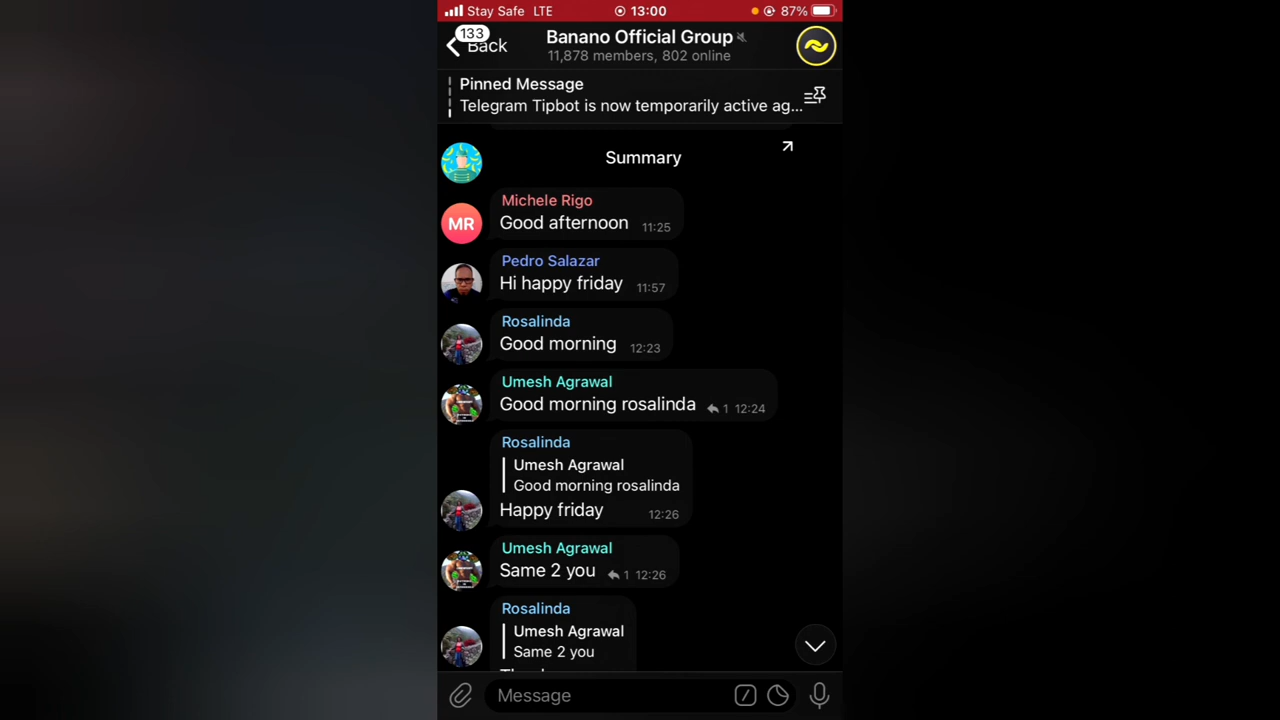 Stay Safe LTE 13:00 87%
133
Back
Banano Official Group
11,878 members, 802 online
Pinned Message
Telegram Tipbot is now temporarily active ag...
Summary
MR
Michele Rigo
Good afternoon 11:25
Pedro Salazar
Hi happy friday 11:57
Rosalinda
Good morning 12:23
Umesh Agrawal
Good morning rosalinda 1 12:24
Rosalinda
Umesh Agrawal
Good morning rosalinda
Happy friday 12:26
Umesh Agrawal
Same 2 you 1 12:26
Rosalinda
Umesh Agrawal
Same 2 you
Message